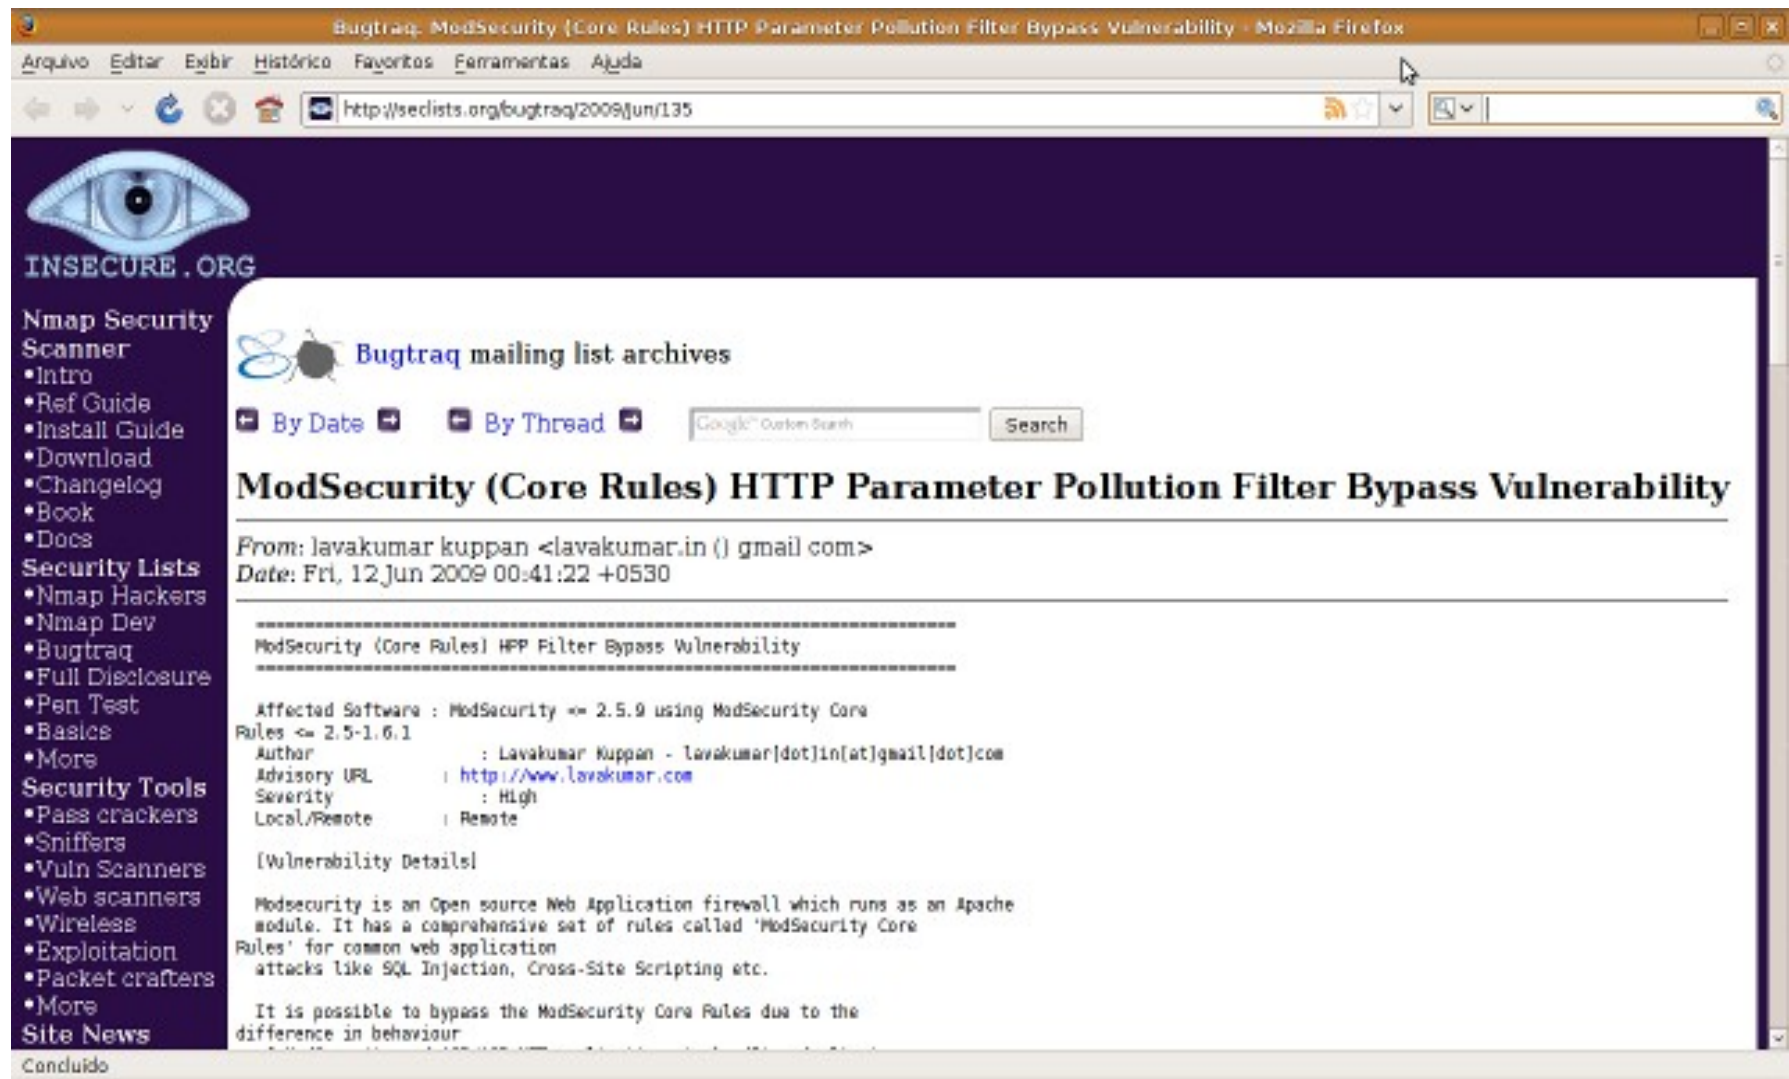 Bugtraq: ModSecurity (Core Rules) HTTP Parameter Pollution Filter Bypass Vulnerability - Mozilla Firefox
Arquivo Editar Exibir Histórico Favoritos Ferramentas Ajuda
http://seclists.org/bugtraq/2009/Jun/135
INSECURE.ORG
Nmap Security
Scanner
•Intro
•Ref Guide
•Install Guide
•Download
•Changelog
•Book
•Docs
Security Lists
•Nmap Hackers
•Nmap Dev
•Bugtraq
•Full Disclosure
•Pen Test
•Basics
•More
Security Tools
•Pass crackers
•Sniffers
•Vuln Scanners
•Web scanners
•Wireless
•Exploitation
•Packet crafters
•More
Site News
Bugtraq mailing list archives
By Date By Thread Google™ Custom Search Search
ModSecurity (Core Rules) HTTP Parameter Pollution Filter Bypass Vulnerability
From: lavakumar kuppan <lavakumar.in () gmail com>
Date: Fri, 12 Jun 2009 00:41:22 +0530
ModSecurity (Core Rules) HPP Filter Bypass Vulnerability
Affected Software : ModSecurity <= 2.5.9 using ModSecurity Core
Rules <= 2.5-1.6.1
Author : Lavakumar Kuppan - lavakumar[dot]in[at]gmail[dot]com
Advisory URL : http://www.lavakumar.com
Severity : High
Local/Remote : Remote
[Vulnerability Details]
Modsecurity is an Open source Web Application firewall which runs as an Apache
module. It has a comprehensive set of rules called 'ModSecurity Core
Rules' for common web application
attacks like SQL Injection, Cross-Site Scripting etc.
It is possible to bypass the ModSecurity Core Rules due to the
difference in behaviour
Concluído